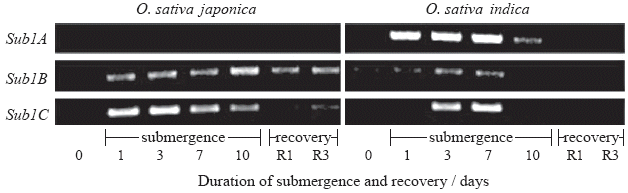 O. sativa japonica O. sativa indica
Sub1A
Sub1B
Sub1C
submergence recovery submergence recovery
0 1 3 7 10 R1 R3 0 1 3 7 10 R1 R3
Duration of submergence and recovery / days